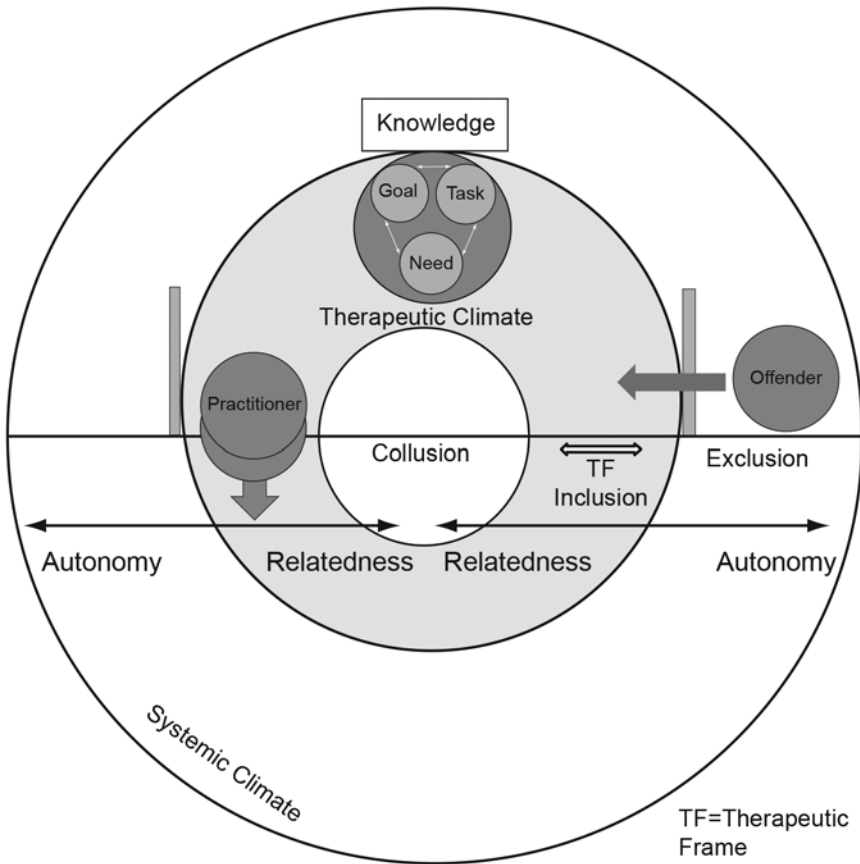 Knowledge
Goal
Task
Need
Therapeutic Climate
Practitioner
Offender
Collusion
TF
Inclusion
Exclusion
Autonomy
Relatedness
Relatedness
Autonomy
Systemic Climate
TF=Therapeutic
Frame